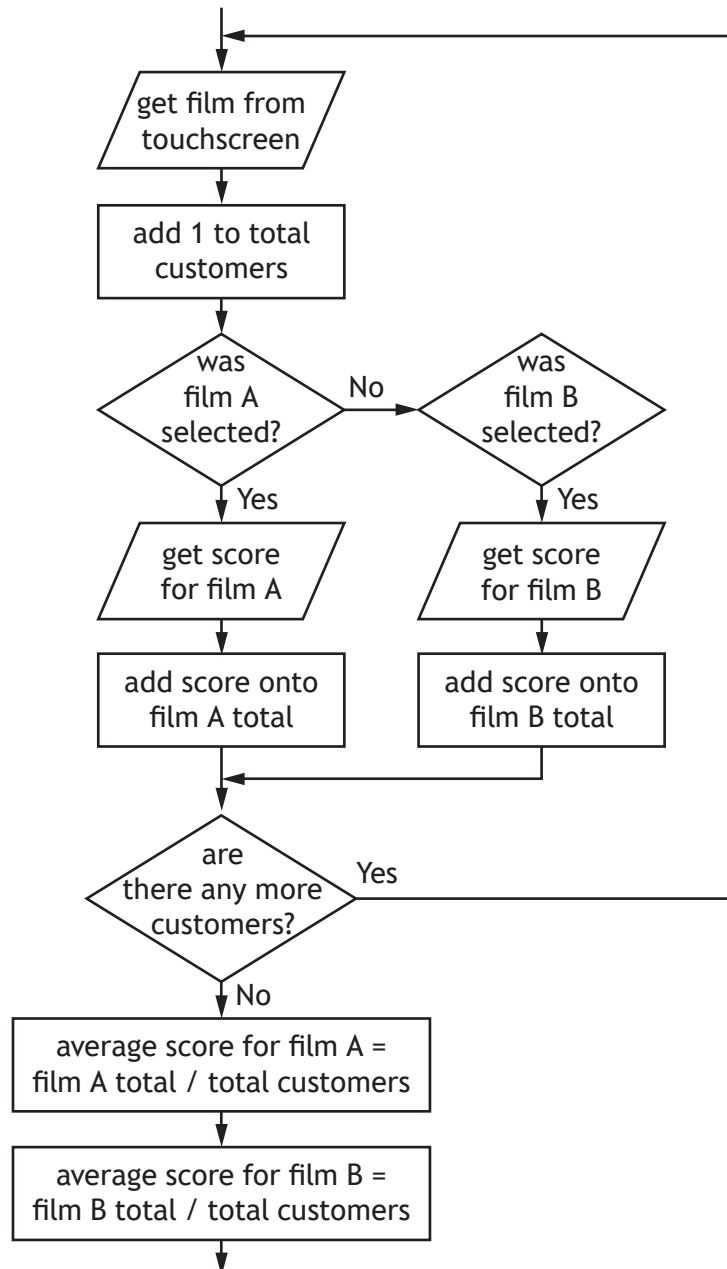 get film from
touchscreen
add 1 to total
customers
was
film A
selected?
No
was
film B
selected?
Yes
Yes
get score
for film A
get score
for film B
add score onto
film A total
add score onto
film B total
are
there any more
customers?
Yes
No
average score for film A =
film A total / total customers
average score for film B =
film B total / total customers